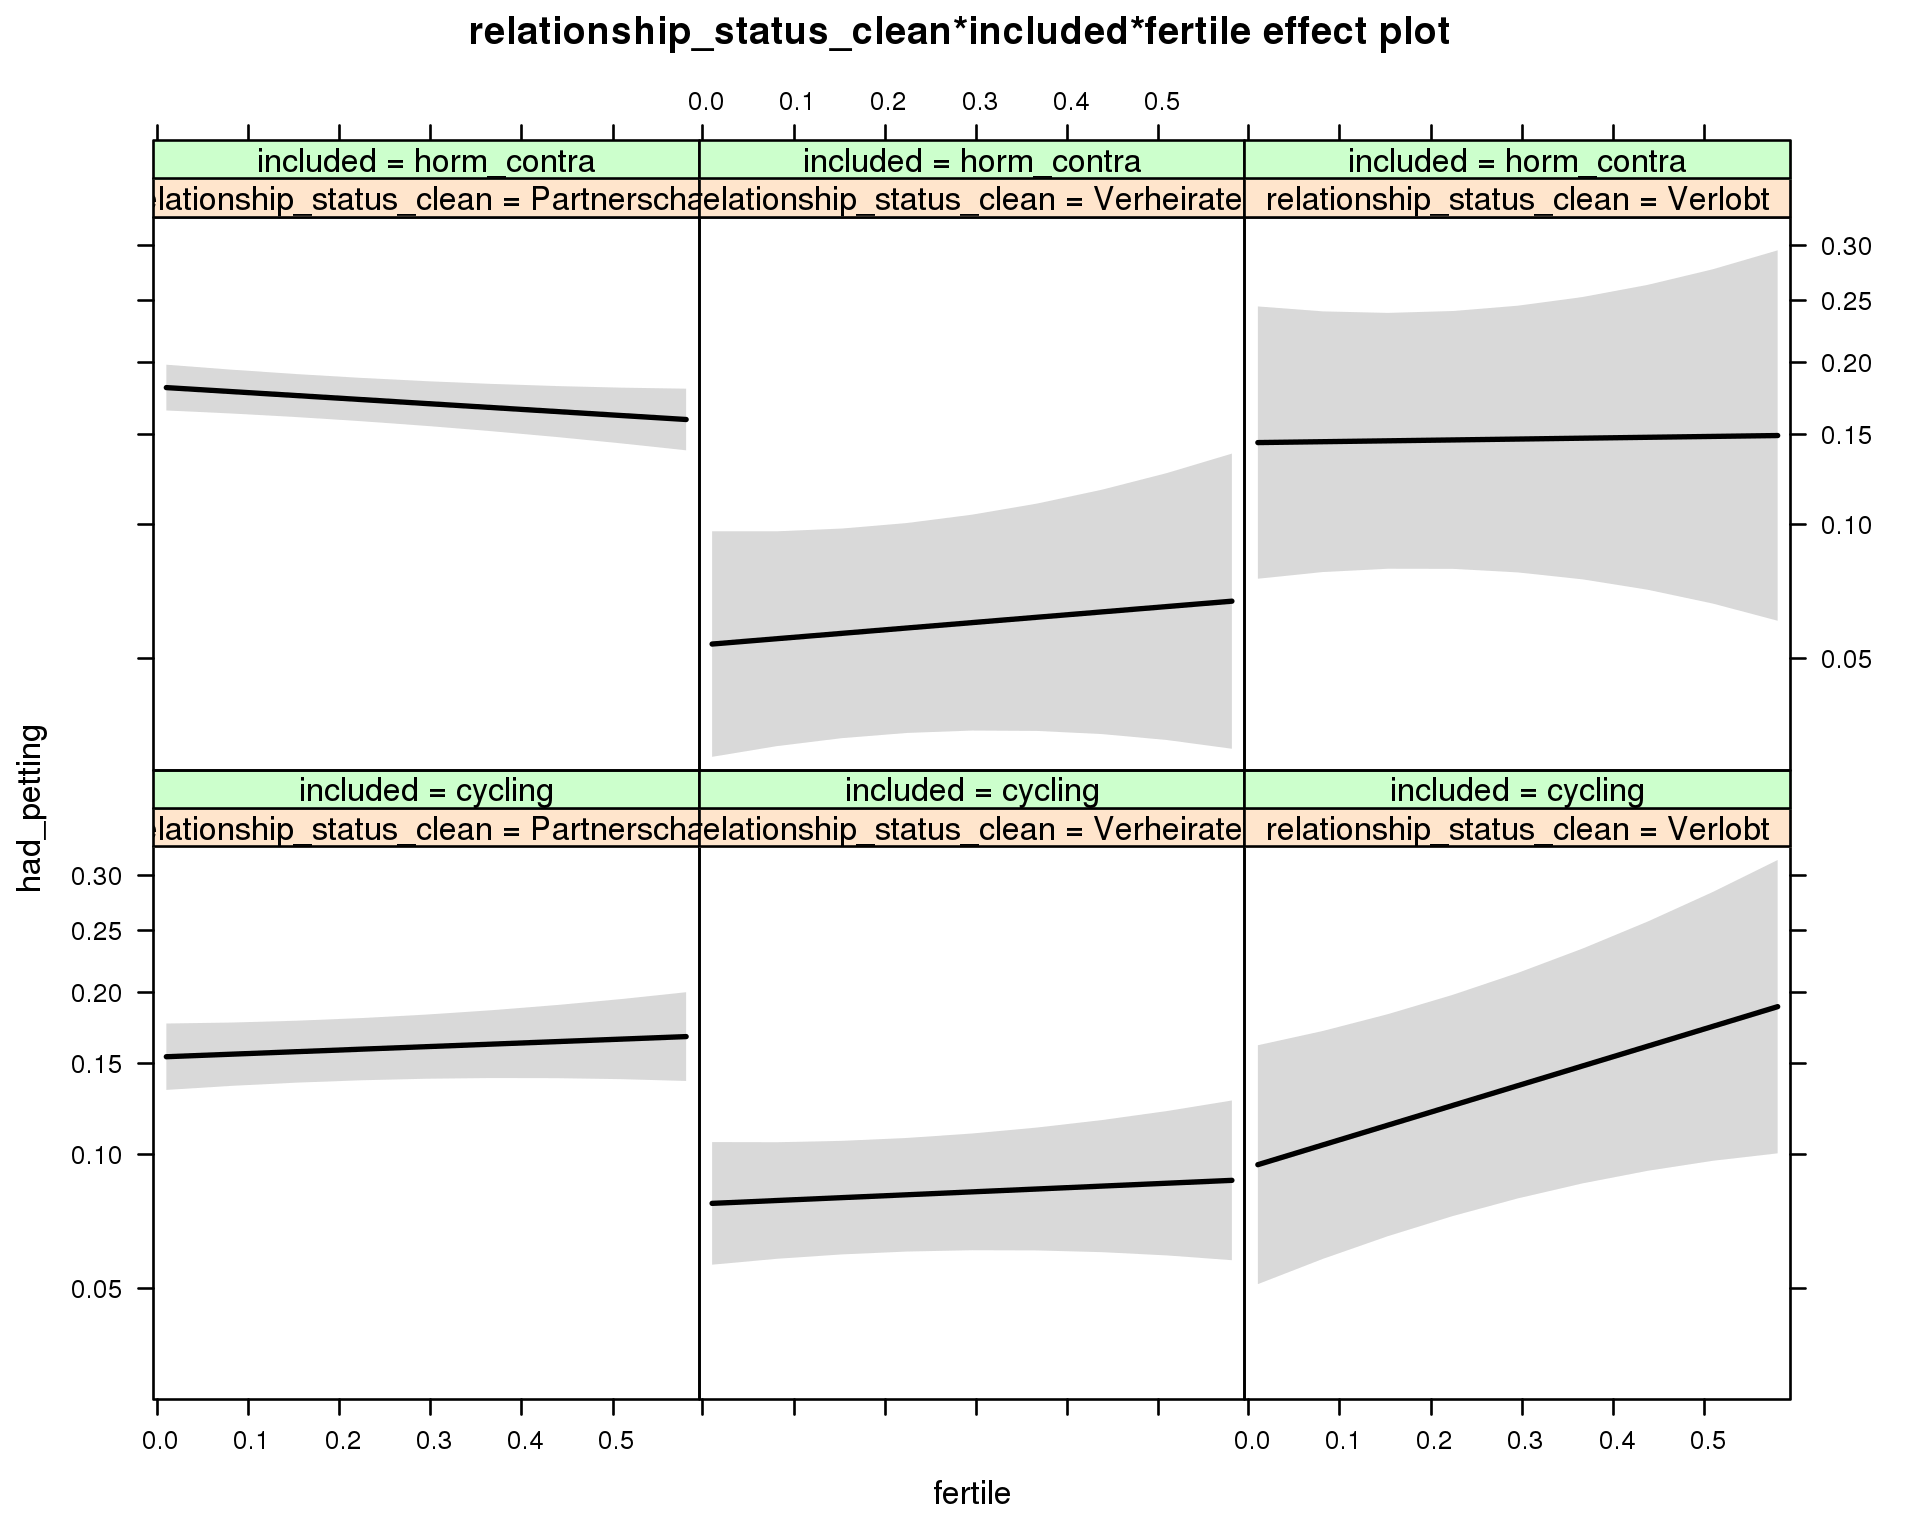 relationship_status_clean*included*fertile effect plot
0.0 0.1 0.2 0.3 0.4 0.5
included = horm_contra included = horm_contra included = horm_contra
elationship_status_clean = Partnerscha elationship_status_clean = Verheirate relationship_status_clean = Verlobt
0.30
0.25
0.20
0.15
0.10
0.05
had_petting
included = cycling included = cycling included = cycling
elationship_status_clean = Partnerscha elationship_status_clean = Verheirate relationship_status_clean = Verlobt
0.30
0.25
0.20
0.15
0.10
0.05
0.0 0.1 0.2 0.3 0.4 0.5 0.0 0.1 0.2 0.3 0.4 0.5
fertile